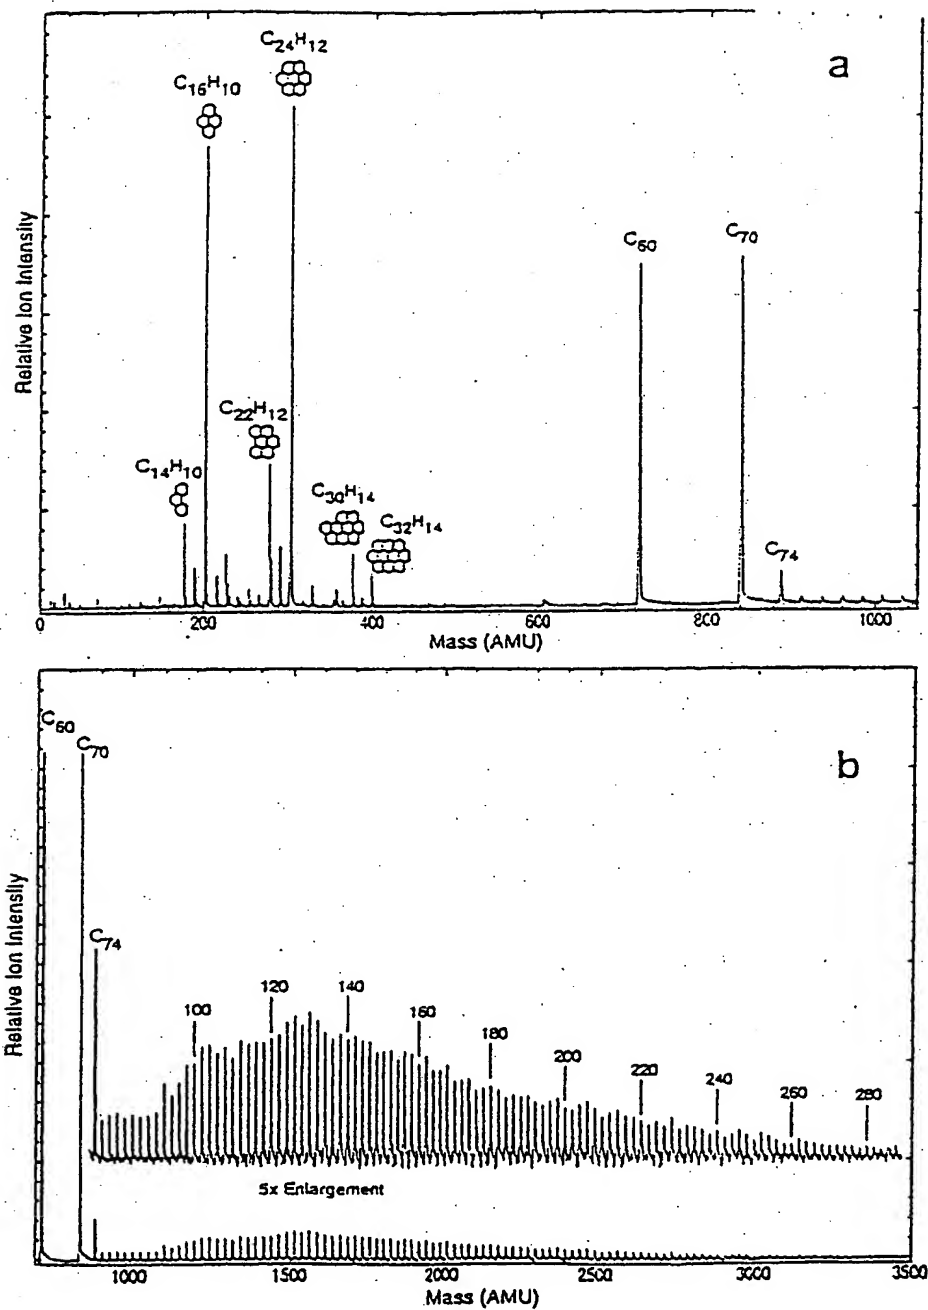 a
C24H12
C16H10
C60
C70
C22H12
C14H10
C30H14
C32H14
C74
Relative Ion Intensity
0
200
400
600
800
1000
Mass (AMU)
b
C60
C70
C74
100
120
140
160
180
200
220
240
260
280
5x Enlargement
Relative Ion Intensity
1000
1500
2000
2500
3000
3500
Mass (AMU)